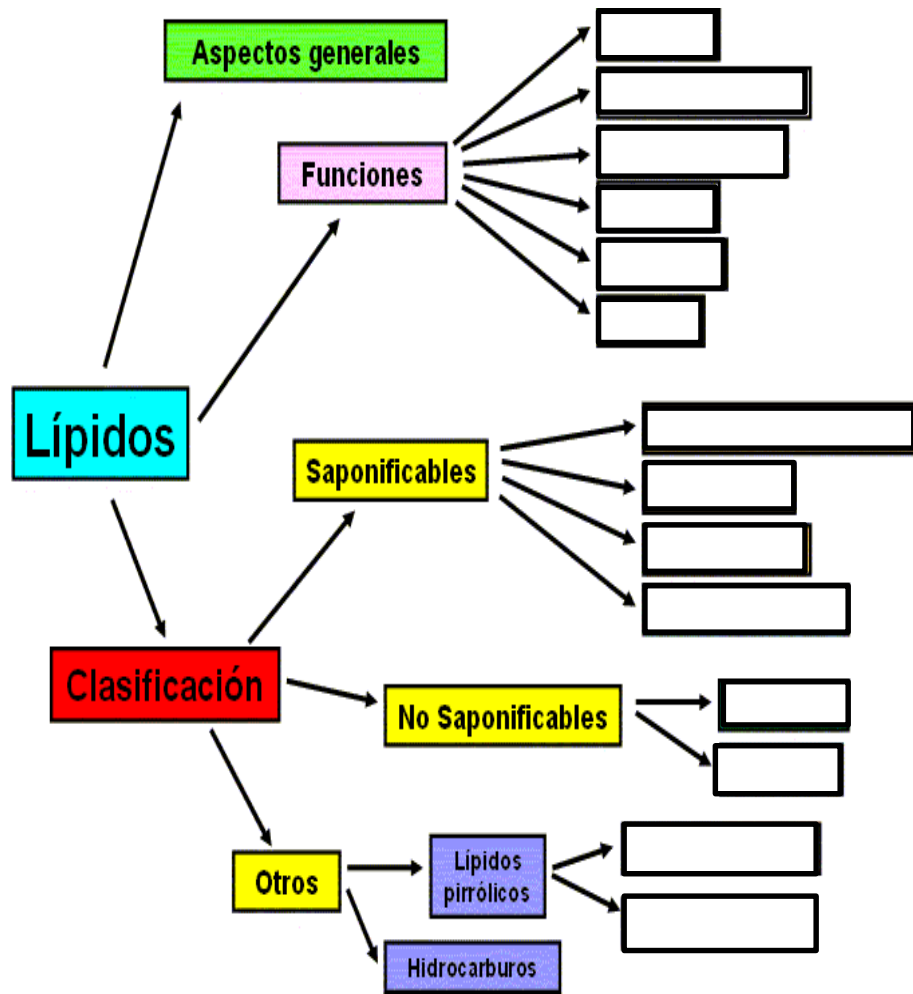 Aspectos generales
Funciones
Lípidos
Saponificables
Clasificación
No Saponificables
Otros
Lípidos
pirrólicos
Hidrocarburos